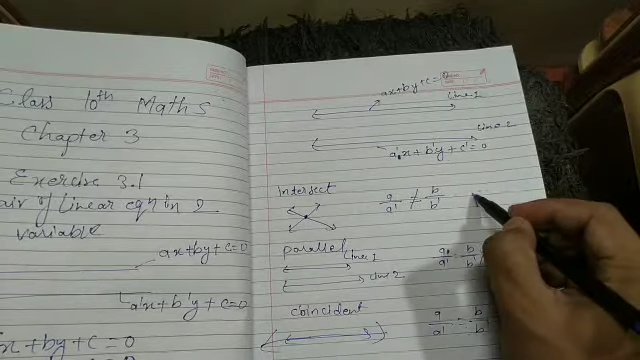 Class 10th Maths
Chapter 3
Exercise 3.1
air of Linear eqn in 2
variable
ax+by+c=0
a'x+b'y+c=0
x+by+c=0
ax+by+c=0
Line 1
Line 2
a'x+b'y+c'=0
Intersect
a/a' ≠ b/b'
parallel
Line 1
Line 2
a/a' = b/b'
coincident
a/a' = b/b'